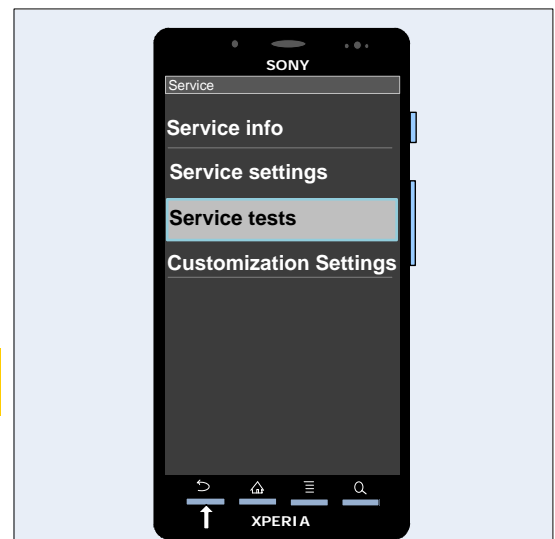 SONY
Service
Service info
Service settings
Service tests
Customization Settings
XPERIA